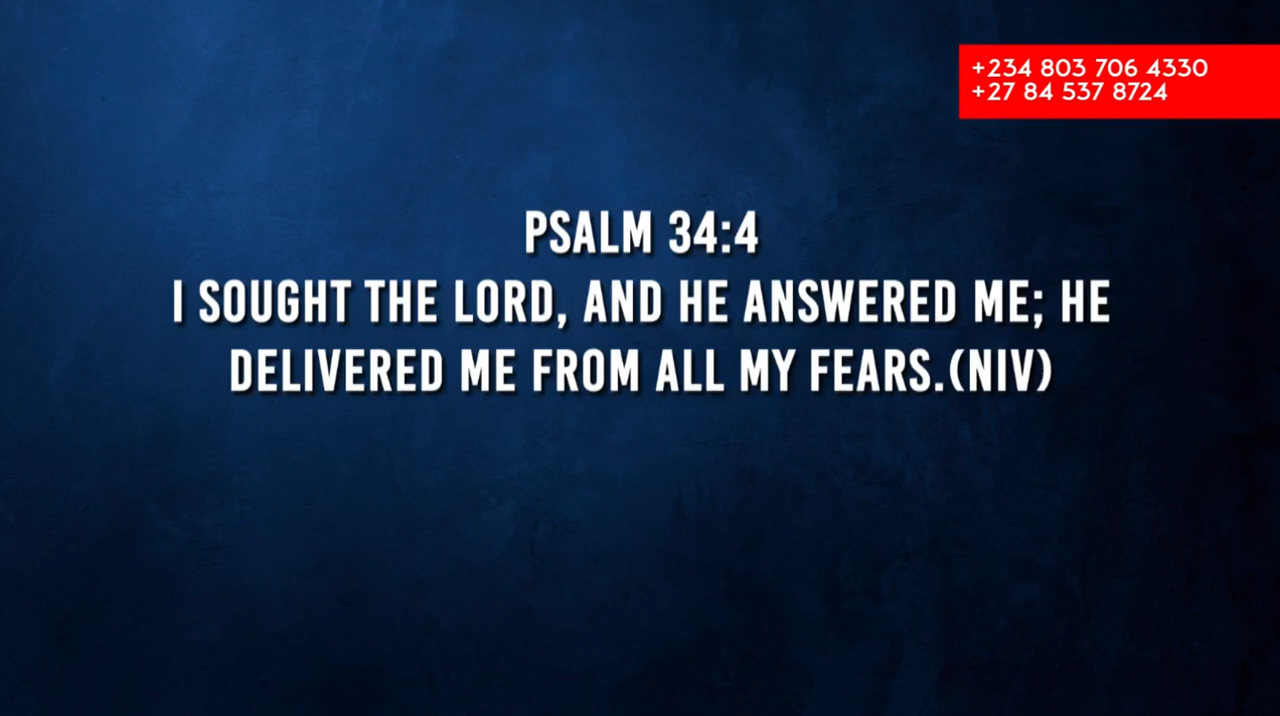 +234 803 706 4330
+27 84 537 8724
PSALM 34:4
I SOUGHT THE LORD, AND HE ANSWERED ME; HE
DELIVERED ME FROM ALL MY FEARS.(NIV)